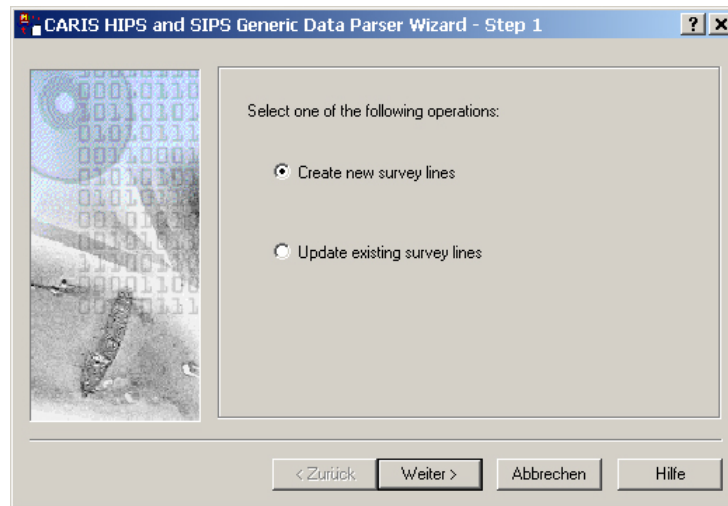 CARIS HIPS and SIPS Generic Data Parser Wizard - Step 1
Select one of the following operations:
Create new survey lines
Update existing survey lines
< Zurück
Weiter >
Abbrechen
Hilfe